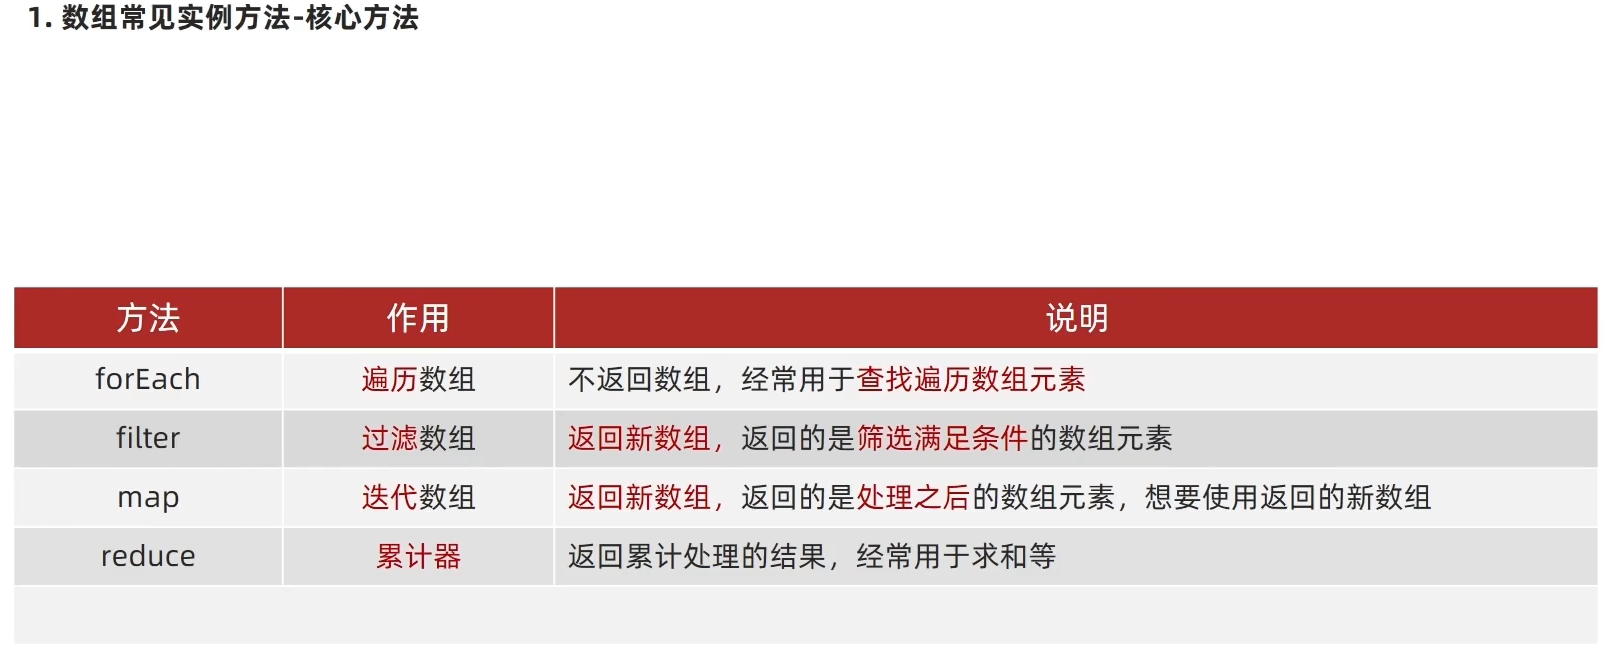 1. 数组常见实例方法-核心方法
方法 作用 说明
forEach 遍历数组 不返回数组，经常用于查找遍历数组元素
filter 过滤数组 返回新数组，返回的是筛选满足条件的数组元素
map 迭代数组 返回新数组，返回的是处理之后的数组元素，想要使用返回的新数组
reduce 累计器 返回累计处理的结果，经常用于求和等